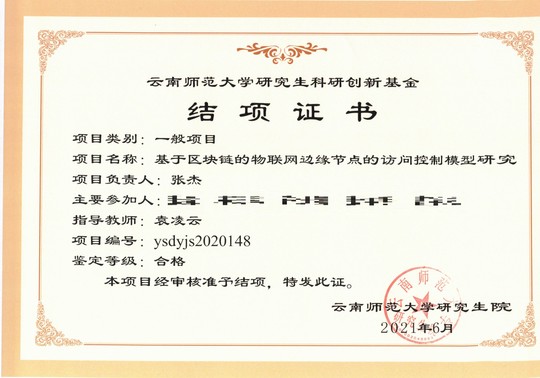 云南师范大学研究生科研创新基金
结项证书
项目类别：一般项目
项目名称：基于区块链的物联网边缘节点的访问控制模型研究
项目负责人：张杰
主要参加人：
指导教师：袁凌云
项目编号：ysdyjs2020148
鉴定等级：合格
本项目经审核准予结项，特发此证。
云南师范大学研究生院
2021年6月